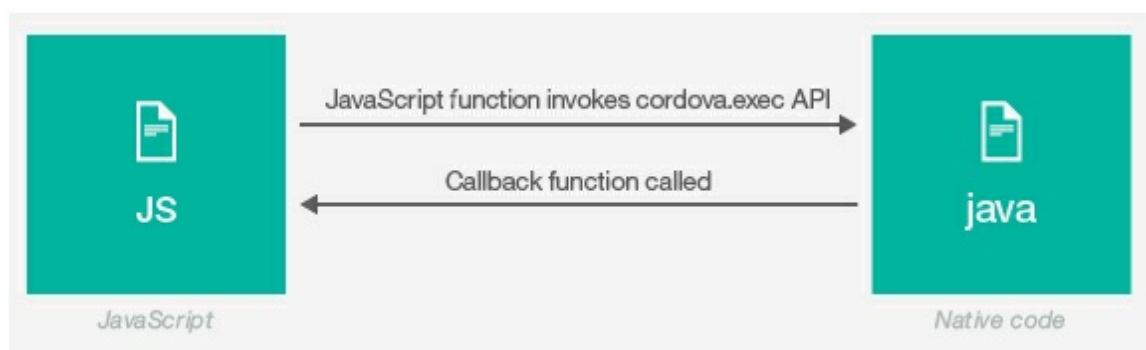 JavaScript function invokes cordova.exec API
Callback function called
JS
java
JavaScript
Native code